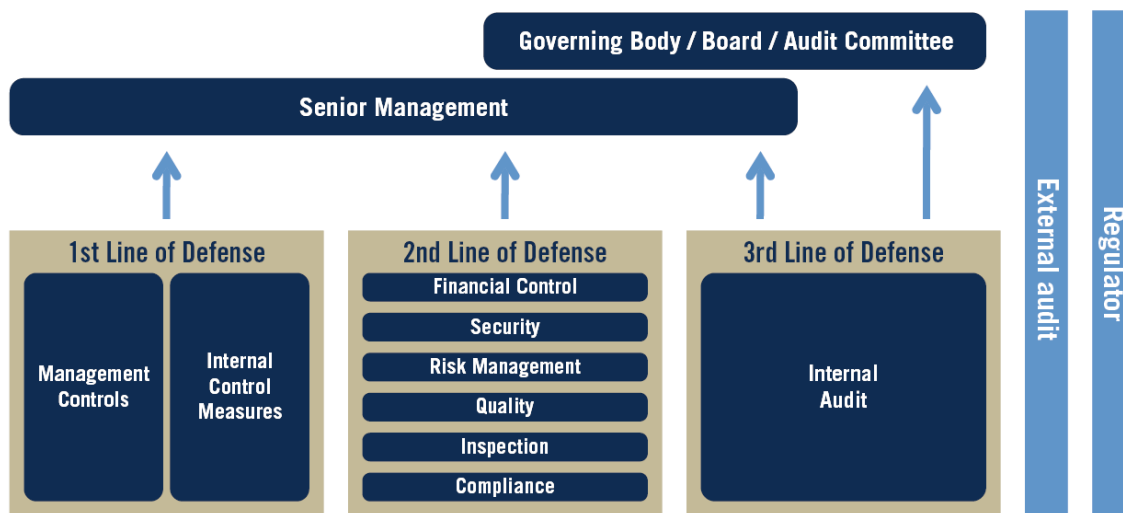 Governing Body / Board / Audit Committee
Senior Management
1st Line of Defense
Management
Controls
Internal
Control
Measures
2nd Line of Defense
Financial Control
Security
Risk Management
Quality
Inspection
Compliance
3rd Line of Defense
Internal
Audit
External audit
Regulator